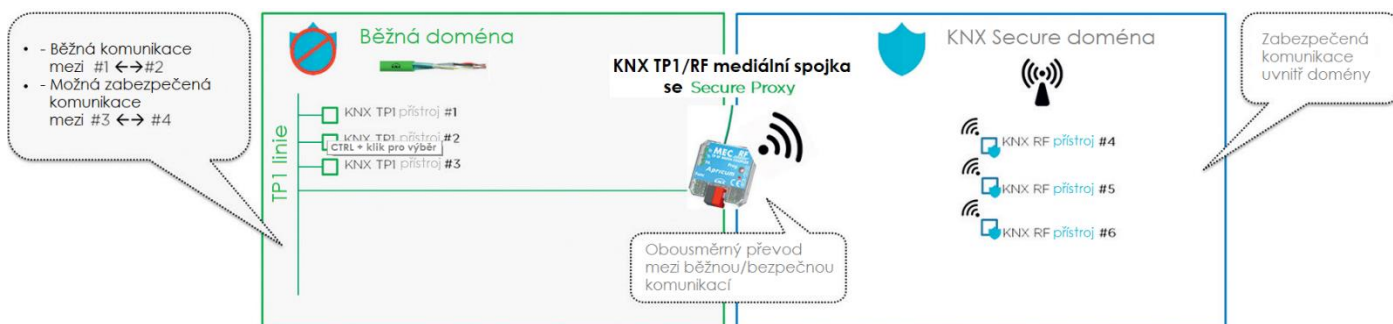 - Běžná komunikace
mezi #1 ←→ #2
- Možná zabezpečená
komunikace
mezi #3 ←→ #4
Běžná doména
TP1 linie
KNX TP1 přístroj #1
KNX TP1 přístroj #2
CTRL + klik pro výběr
KNX TP1 přístroj #3
KNX TP1/RF mediální spojka
se Secure Proxy
MEC RF
Apricum
Obousměrný převod
mezi běžnou/bezpečnou
komunikací
KNX Secure doména
KNX RF přístroj #4
KNX RF přístroj #5
KNX RF přístroj #6
Zabezpečená
komunikace
uvnitř domény